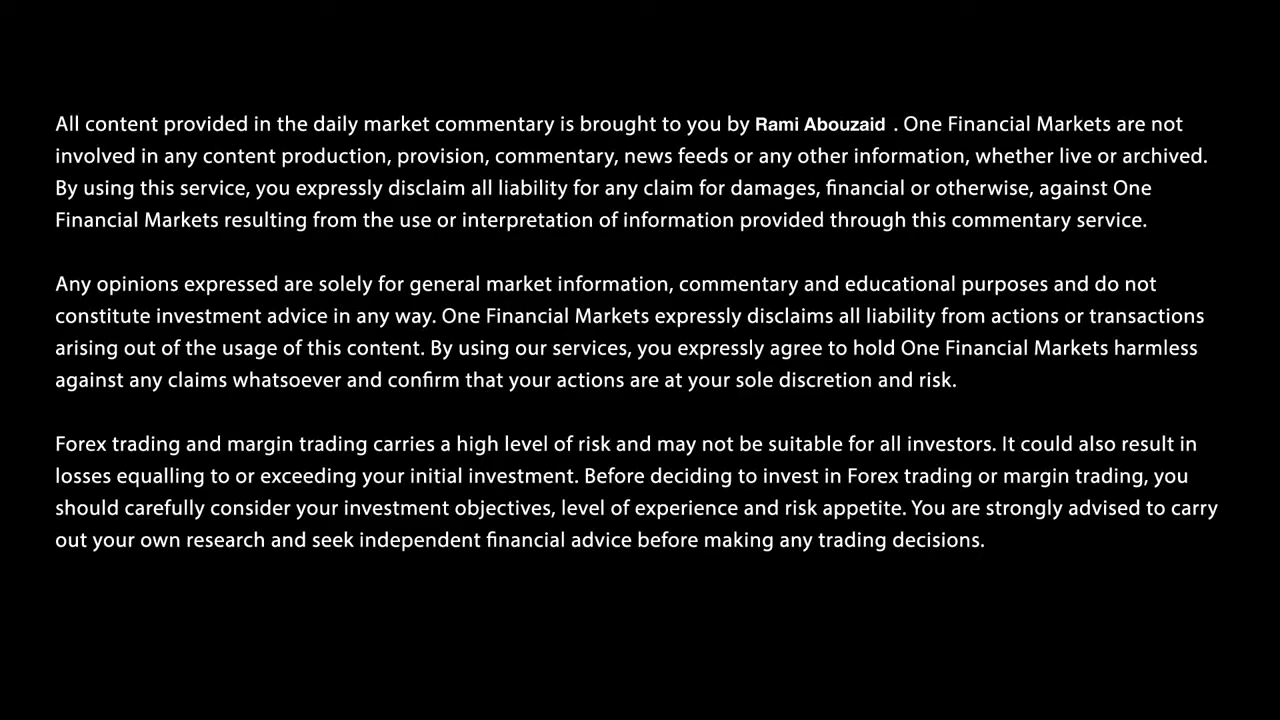 All content provided in the daily market commentary is brought to you by Rami Abouzaid . One Financial Markets are not
involved in any content production, provision, commentary, news feeds or any other information, whether live or archived.
By using this service, you expressly disclaim all liability for any claim for damages, financial or otherwise, against One
Financial Markets resulting from the use or interpretation of information provided through this commentary service.
Any opinions expressed are solely for general market information, commentary and educational purposes and do not
constitute investment advice in any way. One Financial Markets expressly disclaims all liability from actions or transactions
arising out of the usage of this content. By using our services, you expressly agree to hold One Financial Markets harmless
against any claims whatsoever and confirm that your actions are at your sole discretion and risk.
Forex trading and margin trading carries a high level of risk and may not be suitable for all investors. It could also result in
losses equalling to or exceeding your initial investment. Before deciding to invest in Forex trading or margin trading, you
should carefully consider your investment objectives, level of experience and risk appetite. You are strongly advised to carry
out your own research and seek independent financial advice before making any trading decisions.